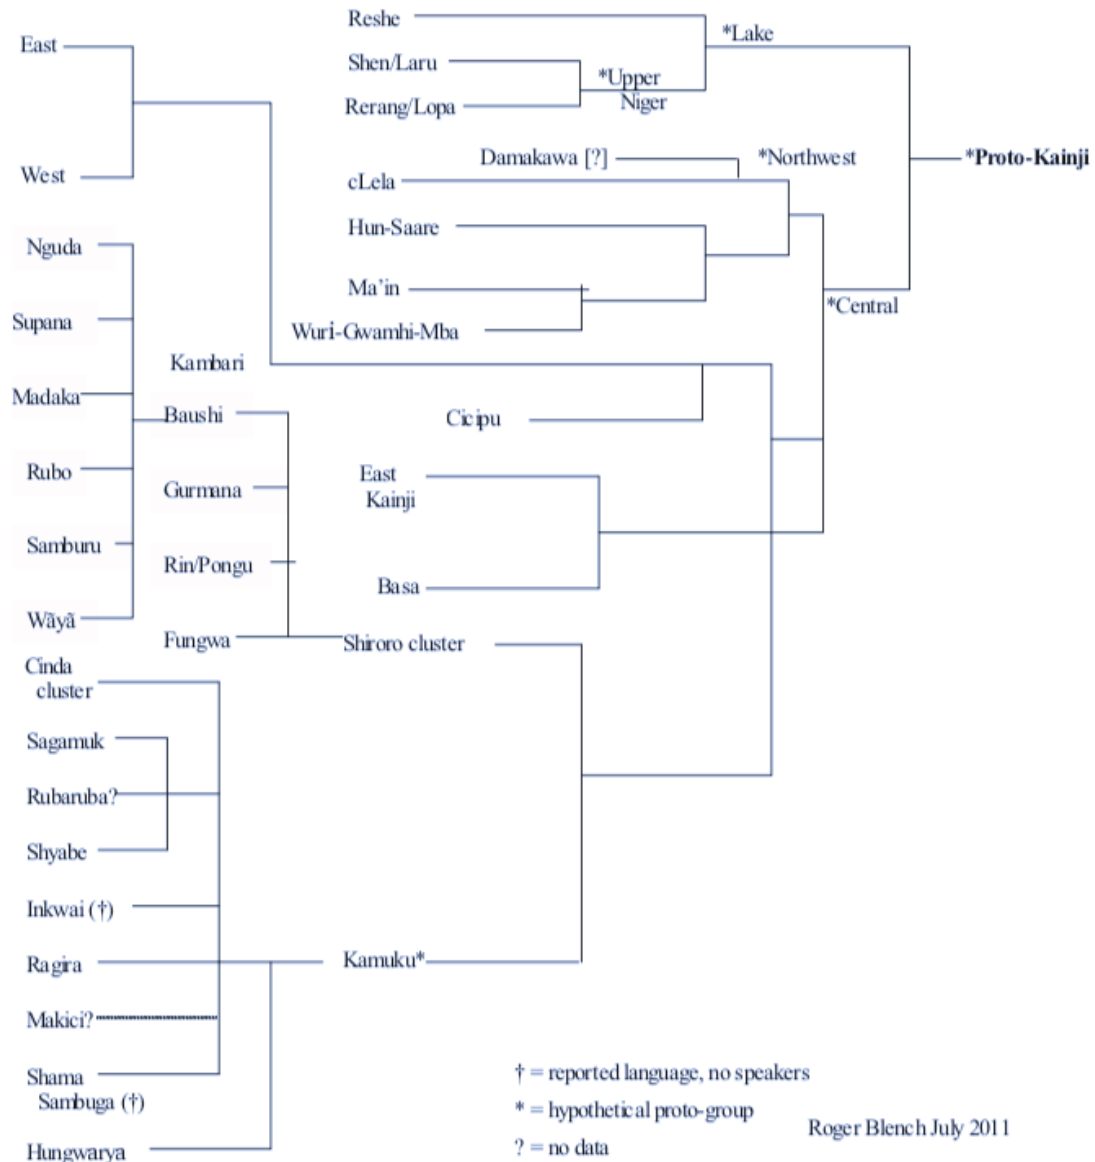 Reshe
*Lake
East
Shen/Laru
*Upper
Niger
Rerang/Lopa
Damakawa [?]
*Northwest
*Proto-Kainji
West
cLela
Hun-Saare
Nguda
Ma'in
*Central
Supana
Wuri-Gwamhi-Mba
Kambari
Madaka
Baushi
Cicipu
Rubo
East
Kainji
Gurmana
Samburu
Rin/Pongu
Basa
Wãyã
Fungwa
Shiroro cluster
Cinda
cluster
Sagamuk
Rubaruba?
Shyabe
Inkwai (†)
Ragira
Kamuku*
Makici?
Shama
Sambuga (†)
Hungwarya
† = reported language, no speakers
* = hypothetical proto-group
? = no data
Roger Blench July 2011